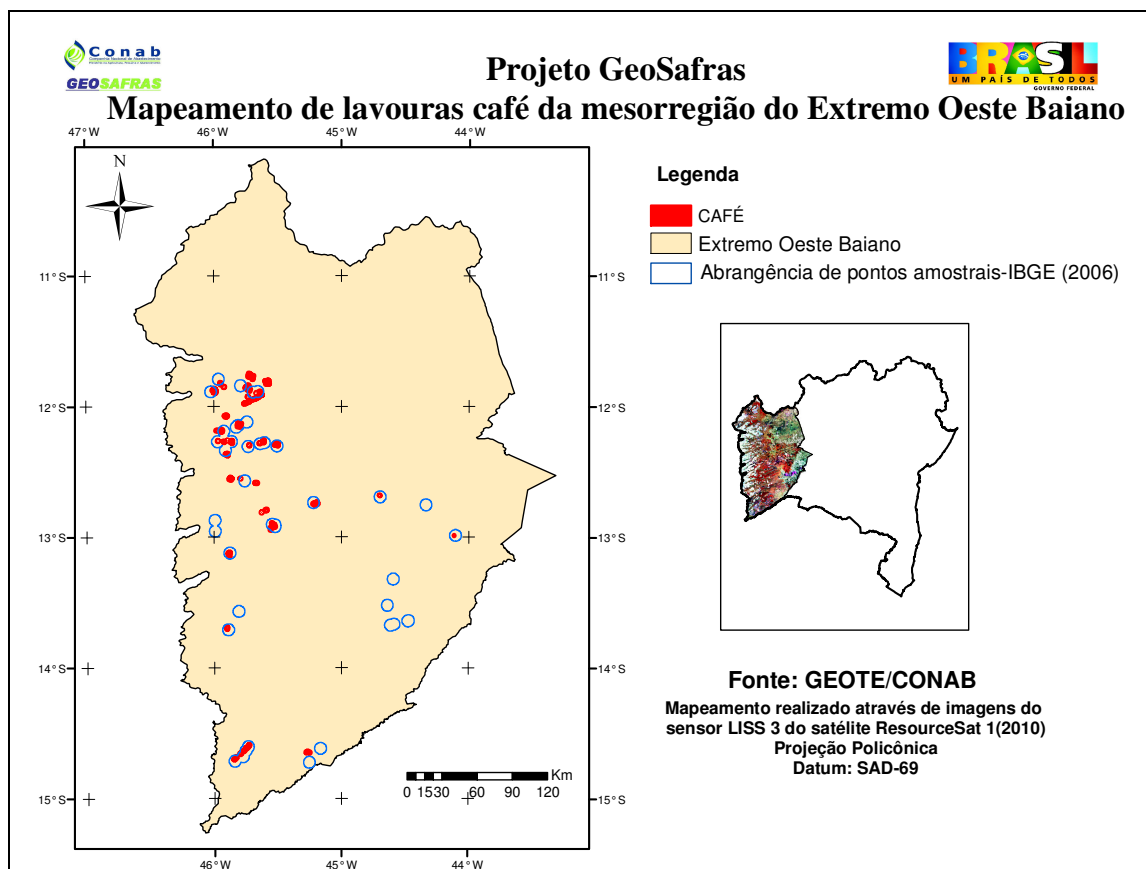 Conab
GEOSAFRAS
BRASIL
UM PAÍS DE TODOS
GOVERNO FEDERAL
Projeto GeoSafras
Mapeamento de lavouras café da mesorregião do Extremo Oeste Baiano
47°W
46°W
45°W
44°W
N
11°S
11°S
12°S
12°S
13°S
13°S
14°S
14°S
15°S
15°S
46°W
45°W
44°W
Km
0 1530 60 90 120
Legenda
CAFÉ
Extremo Oeste Baiano
Abrangência de pontos amostrais-IBGE (2006)
Fonte: GEOTE/CONAB
Mapeamento realizado através de imagens do
sensor LISS 3 do satélite ResourceSat 1(2010)
Projeção Policônica
Datum: SAD-69